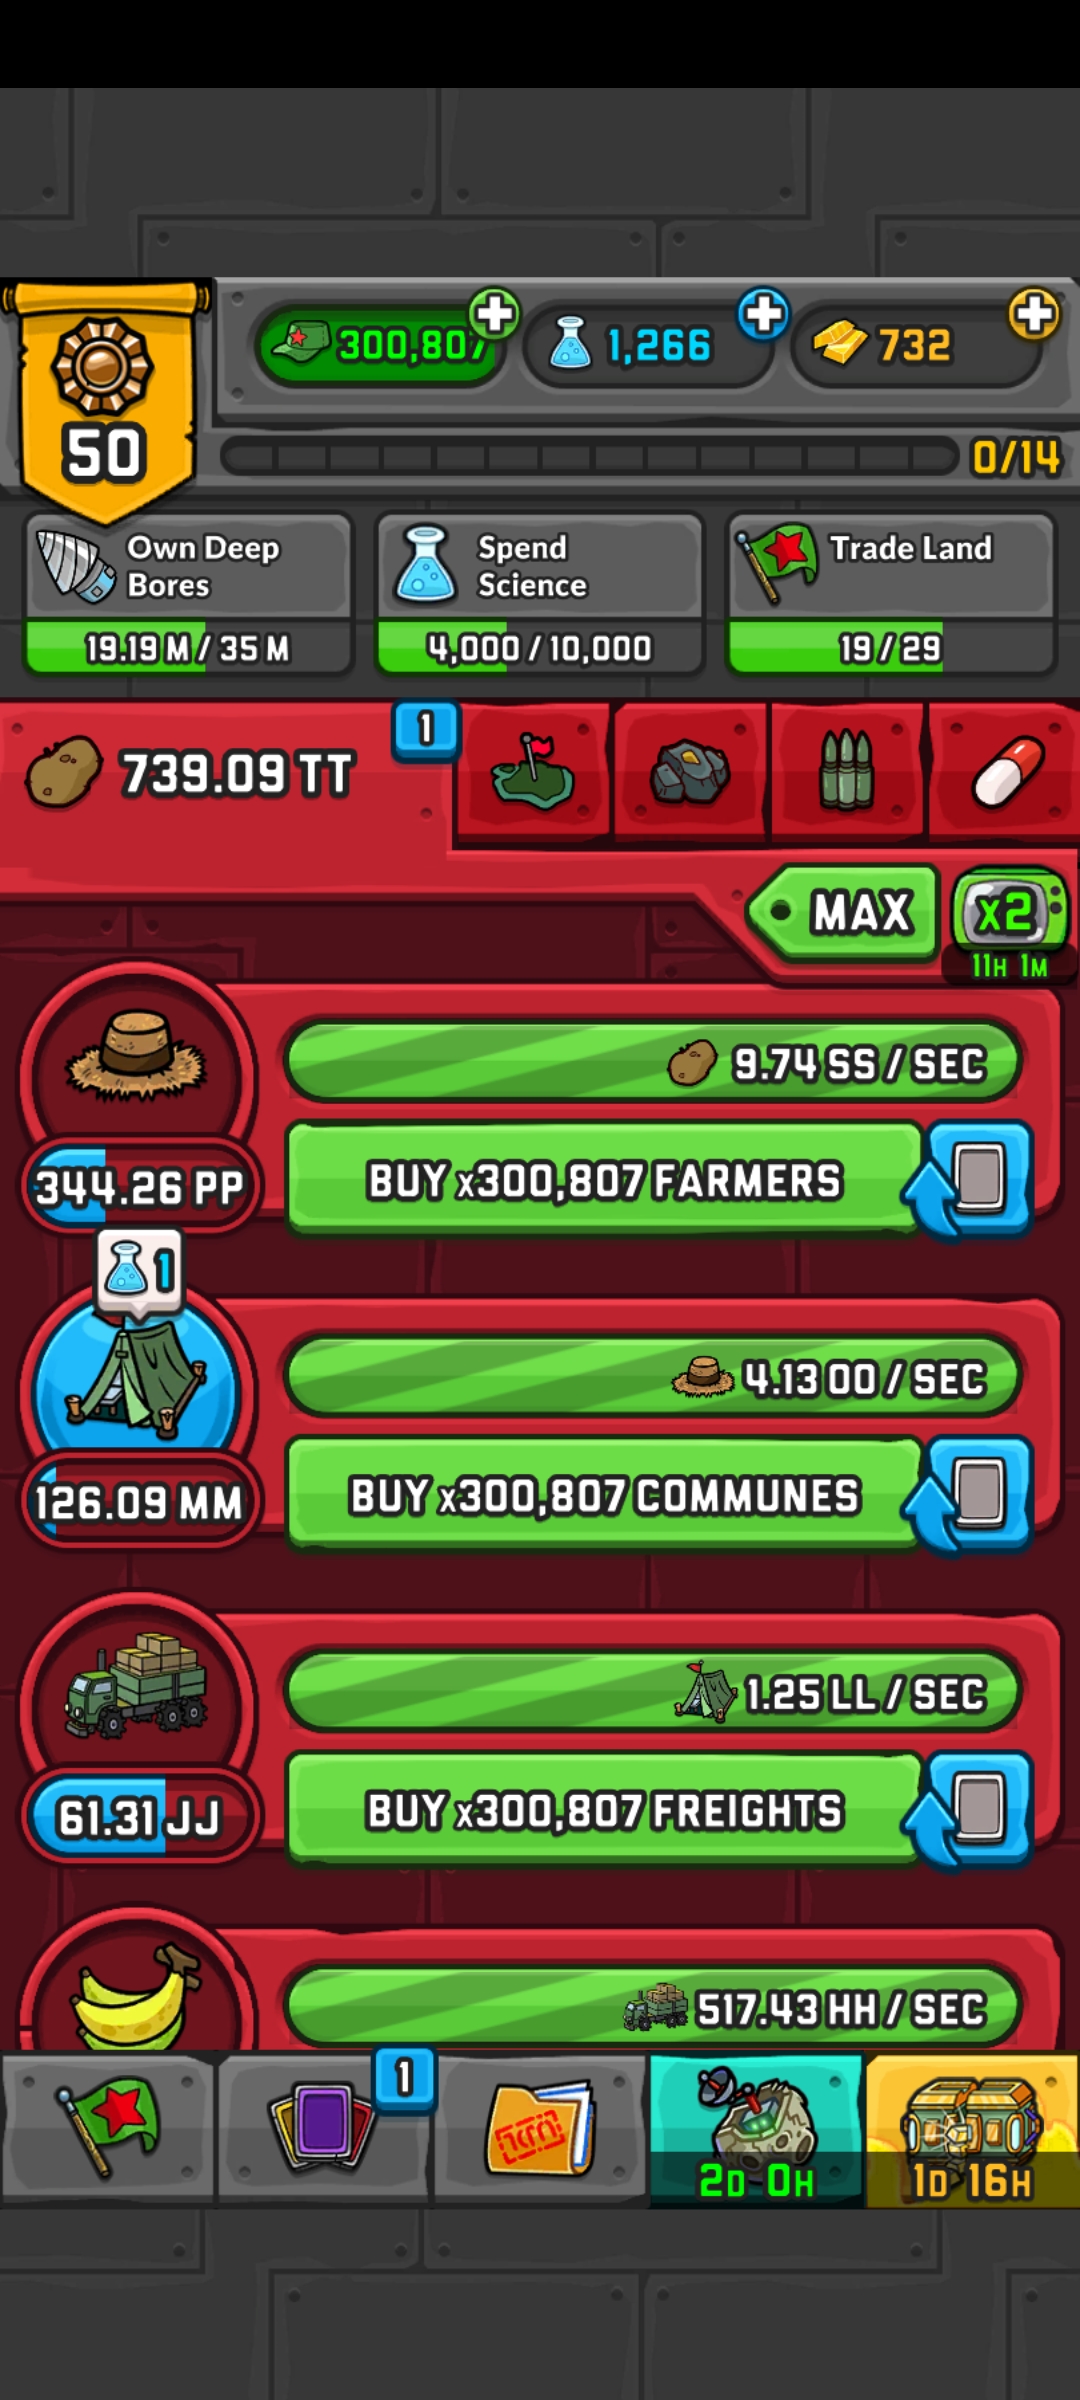 300,807
1,266
732
50
0/14
Own Deep
Bores
19.19 M / 35 M
Spend
Science
4,000 / 10,000
Trade Land
19 / 29
739.09 TT
1
MAX
x2
11H 1M
9.74 SS / SEC
344.26 PP
BUY x300,807 FARMERS
1
4.13 OO / SEC
126.09 MM
BUY x300,807 COMMUNES
1.25 LL / SEC
61.31 JJ
BUY x300,807 FREIGHTS
517.43 HH / SEC
1
2D 0H
1D 16H